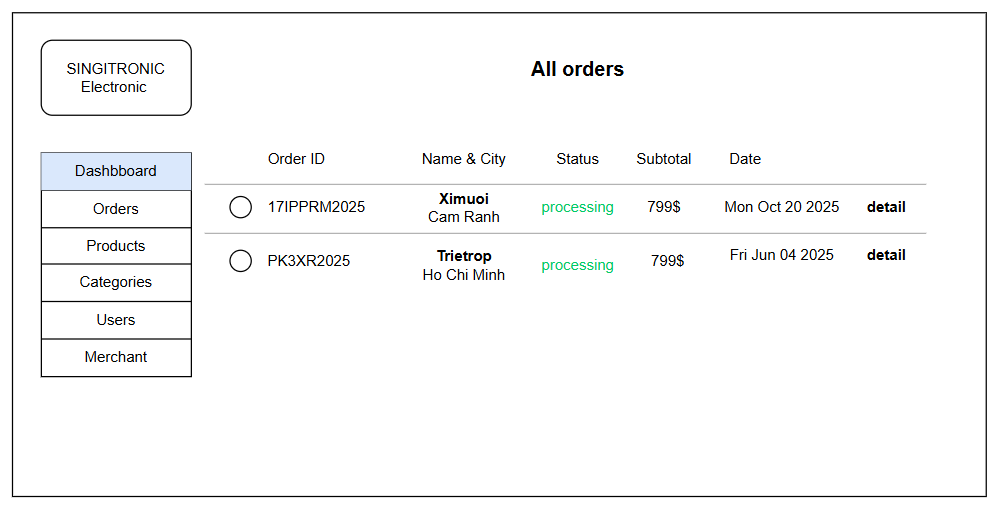 SINGITRONIC
Electronic
All orders
Dashbboard
Orders
Products
Categories
Users
Merchant
Order ID Name & City Status Subtotal Date
17IPPRM2025 Ximuoi Cam Ranh processing 799$ Mon Oct 20 2025 detail
PK3XR2025 Trietrop Ho Chi Minh processing 799$ Fri Jun 04 2025 detail